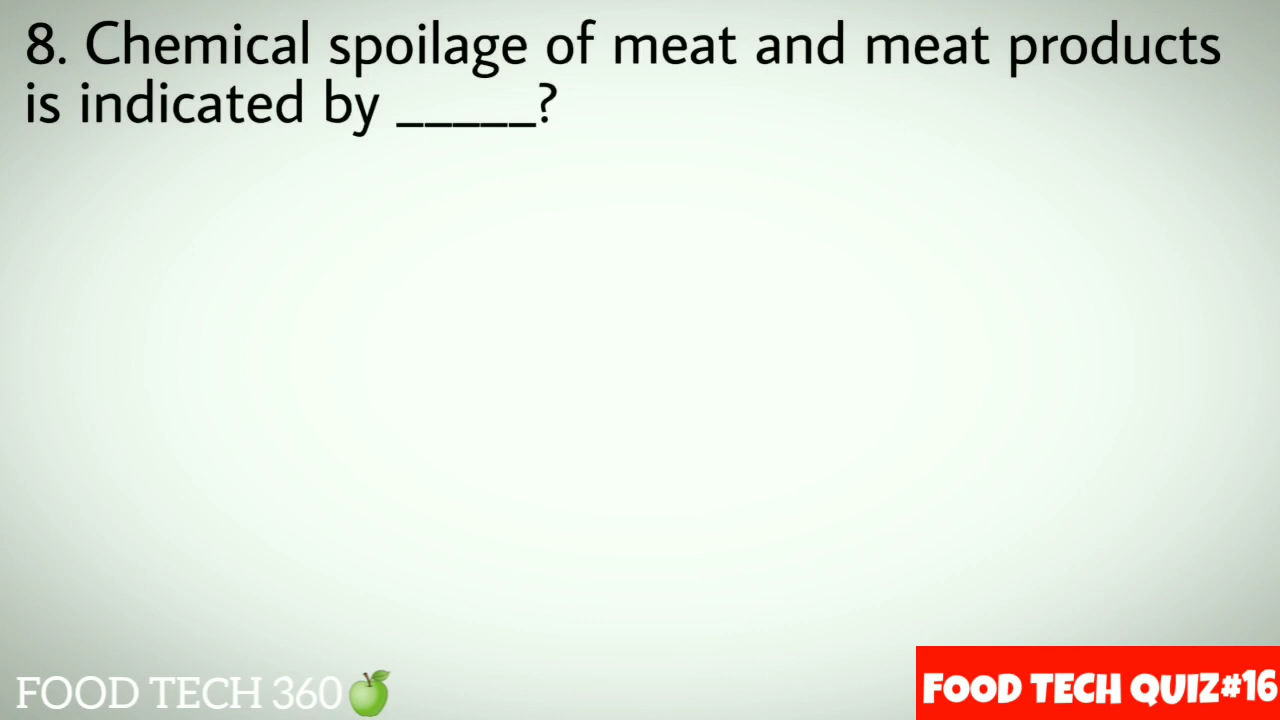 8. Chemical spoilage of meat and meat products
is indicated by _____?
FOOD TECH 360
FOOD TECH QUIZ#16